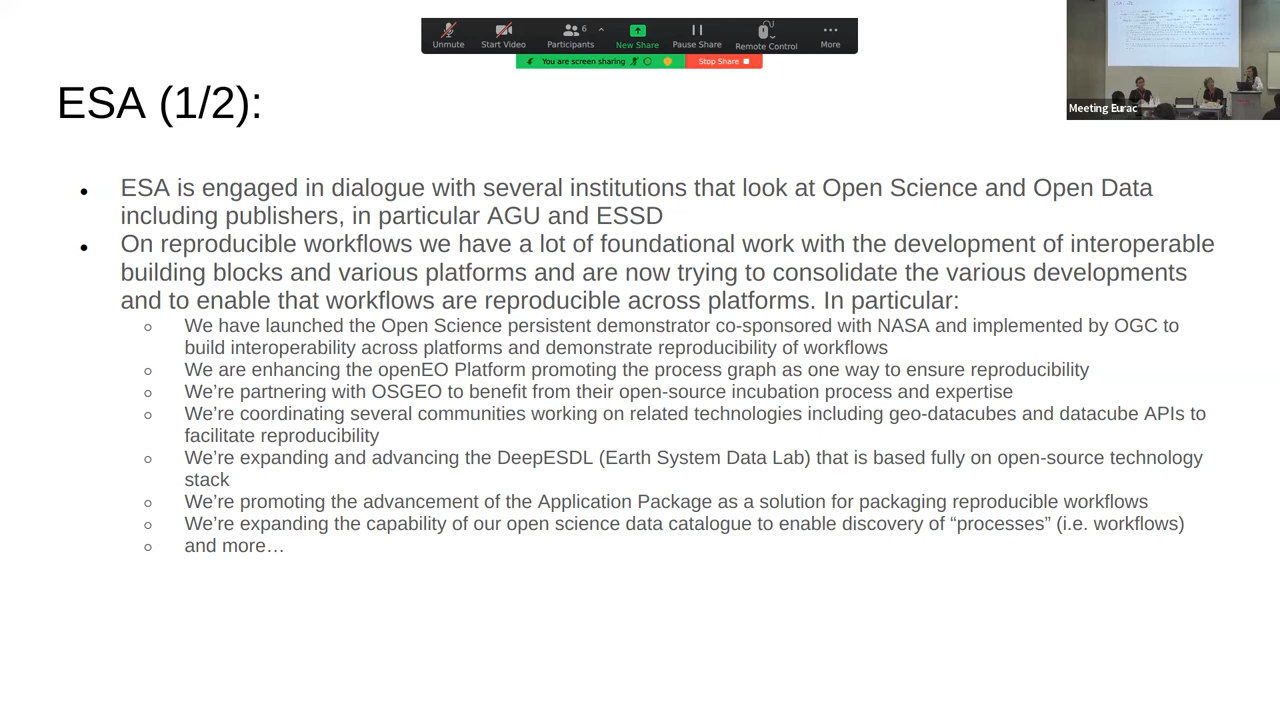 6
Unmute
Start Video
Participants
New Share
Pause Share
Remote Control
More
You are screen sharing
Stop Share
Meeting Eurac
ESA (1/2):
ESA is engaged in dialogue with several institutions that look at Open Science and Open Data
including publishers, in particular AGU and ESSD
On reproducible workflows we have a lot of foundational work with the development of interoperable
building blocks and various platforms and are now trying to consolidate the various developments
and to enable that workflows are reproducible across platforms. In particular:
We have launched the Open Science persistent demonstrator co-sponsored with NASA and implemented by OGC to
build interoperability across platforms and demonstrate reproducibility of workflows
We are enhancing the openEO Platform promoting the process graph as one way to ensure reproducibility
We’re partnering with OSGEO to benefit from their open-source incubation process and expertise
We’re coordinating several communities working on related technologies including geo-datacubes and datacube APIs to
facilitate reproducibility
We’re expanding and advancing the DeepESDL (Earth System Data Lab) that is based fully on open-source technology
stack
We’re promoting the advancement of the Application Package as a solution for packaging reproducible workflows
We’re expanding the capability of our open science data catalogue to enable discovery of “processes” (i.e. workflows)
and more…